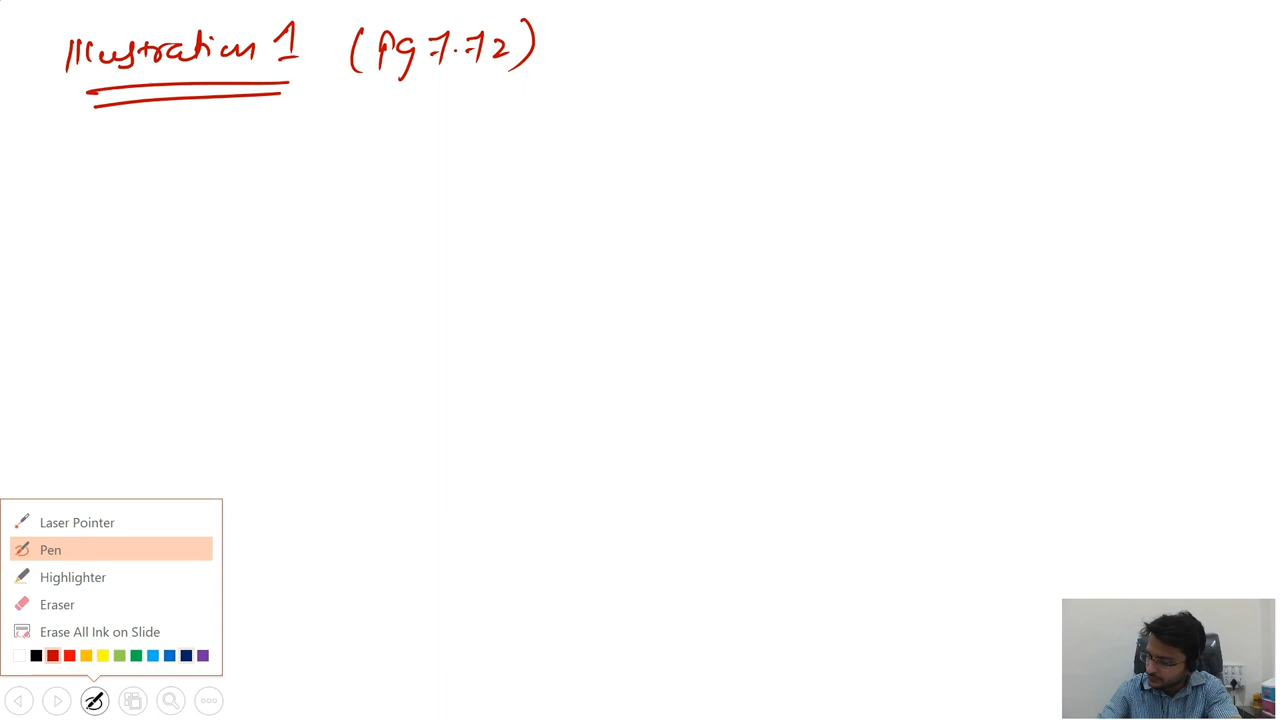 Illustration 1 (Pg 7.72)
Laser Pointer
Pen
Highlighter
Eraser
Erase All Ink on Slide